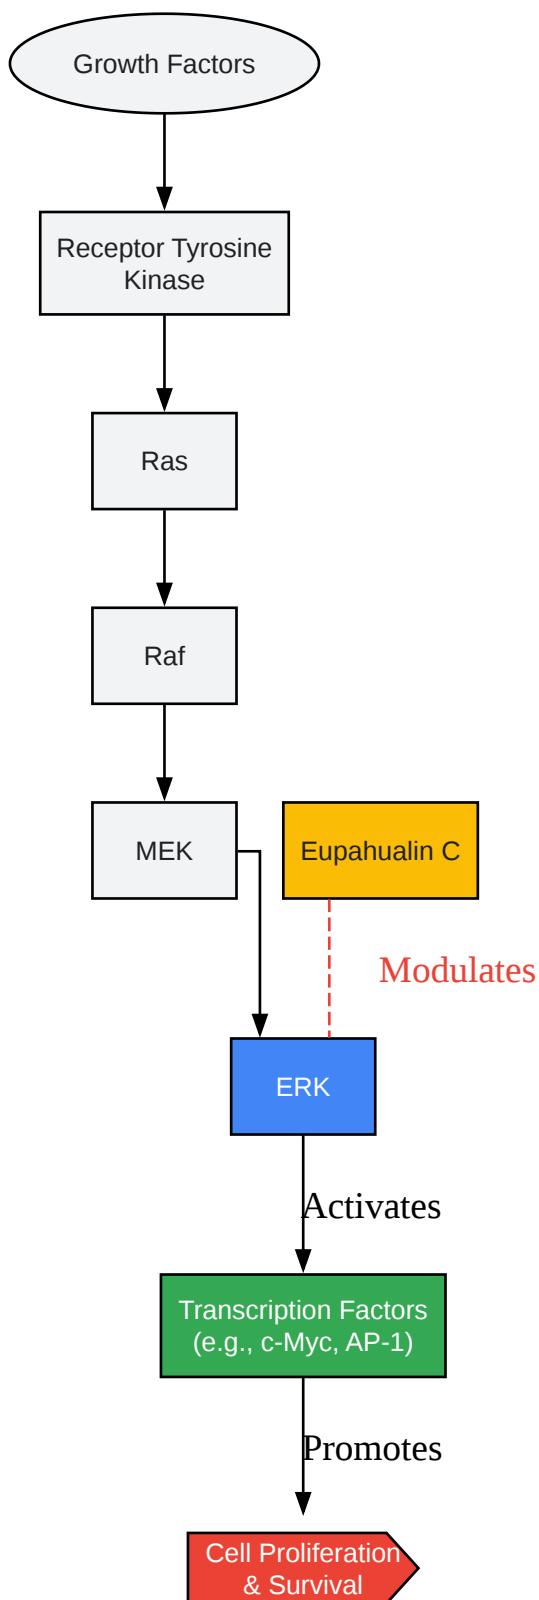 Growth Factors
Receptor Tyrosine
Kinase
Ras
Raf
MEK
Eupahualin C
Modulates
ERK
Activates
Transcription Factors
(e.g., c-Myc, AP-1)
Promotes
Cell Proliferation
& Survival